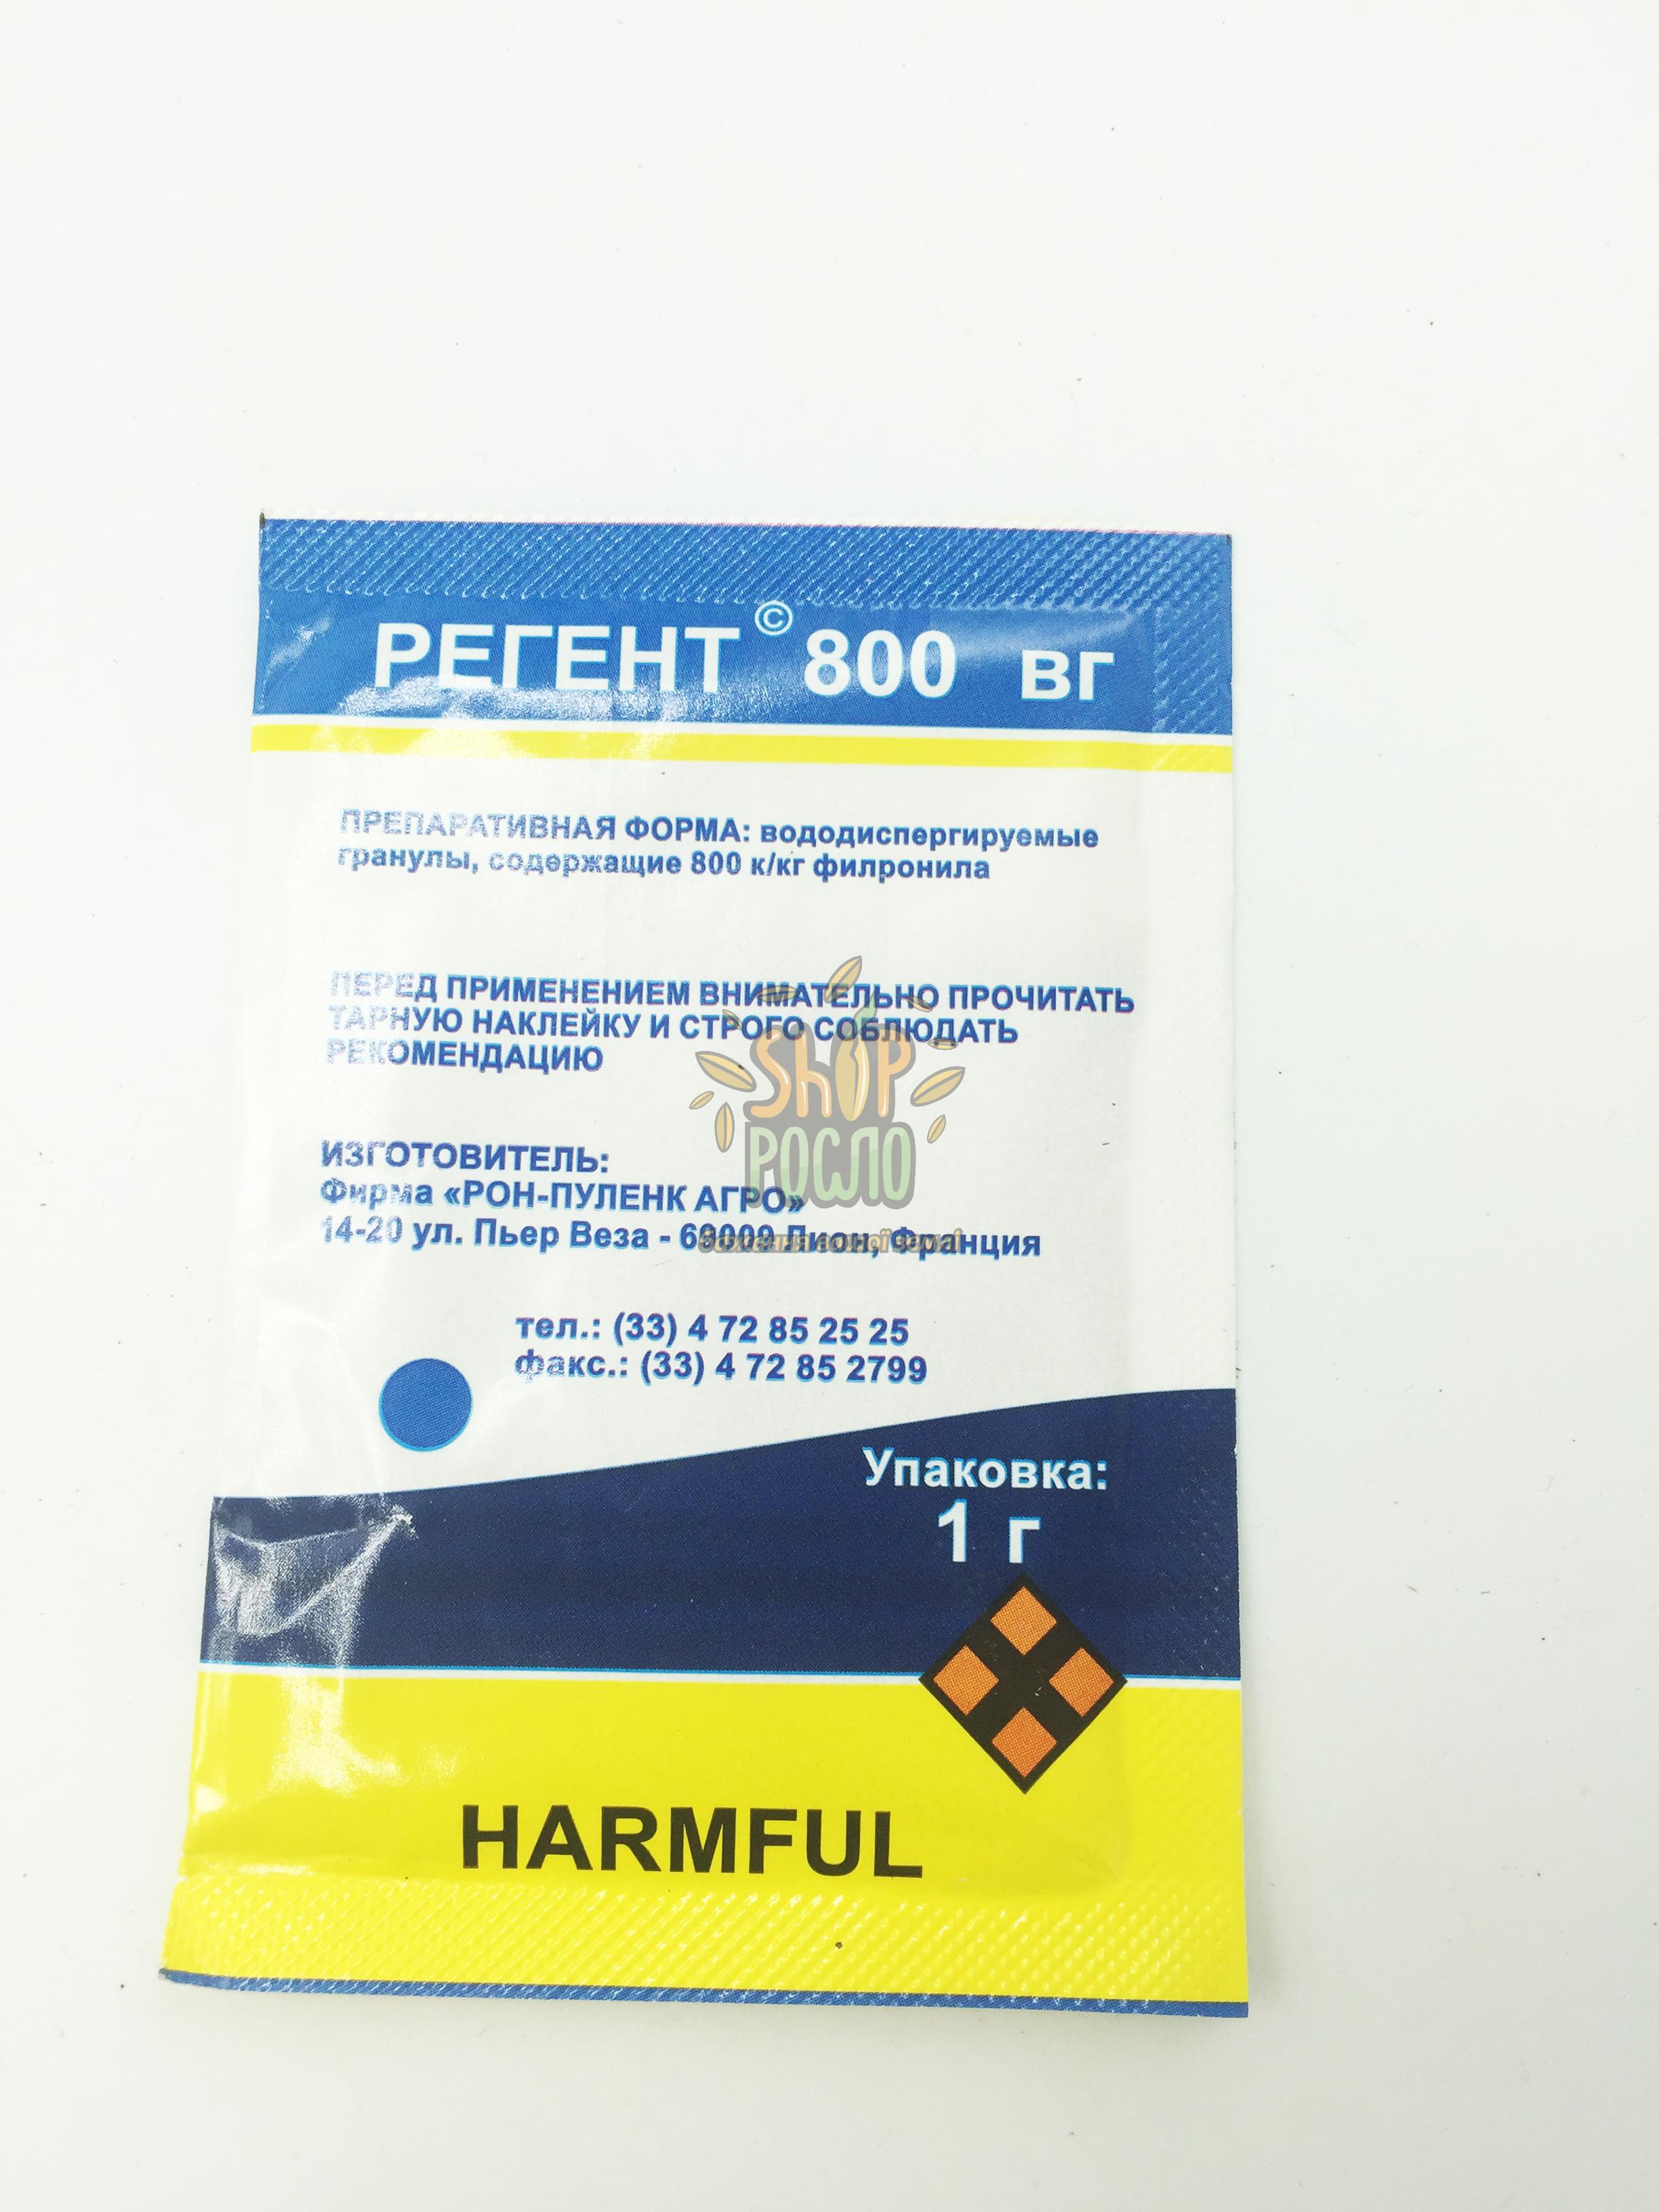 РЕГЕНТ © 800 вг
ПРЕПАРАТИВНАЯ ФОРМА: вододиспергируемые
гранулы, содержащие 800 к/кг филронила
ПЕРЕД ПРИМЕНЕНИЕМ ВНИМАТЕЛЬНО ПРОЧИТАТЬ
ТАРНУЮ НАКЛЕЙКУ И СТРОГО СОБЛЮДАТЬ
РЕКОМЕНДАЦИЮ
SHOP
РОСЛО
ИЗГОТОВИТЕЛЬ:
Фирма «РОН-ПУЛЕНК АГРО»
14-20 ул. Пьер Веза - 69009 Лион, Франция
тел.: (33) 4 72 85 25 25
факс.: (33) 4 72 85 2799
Упаковка:
1 г
HARMFUL